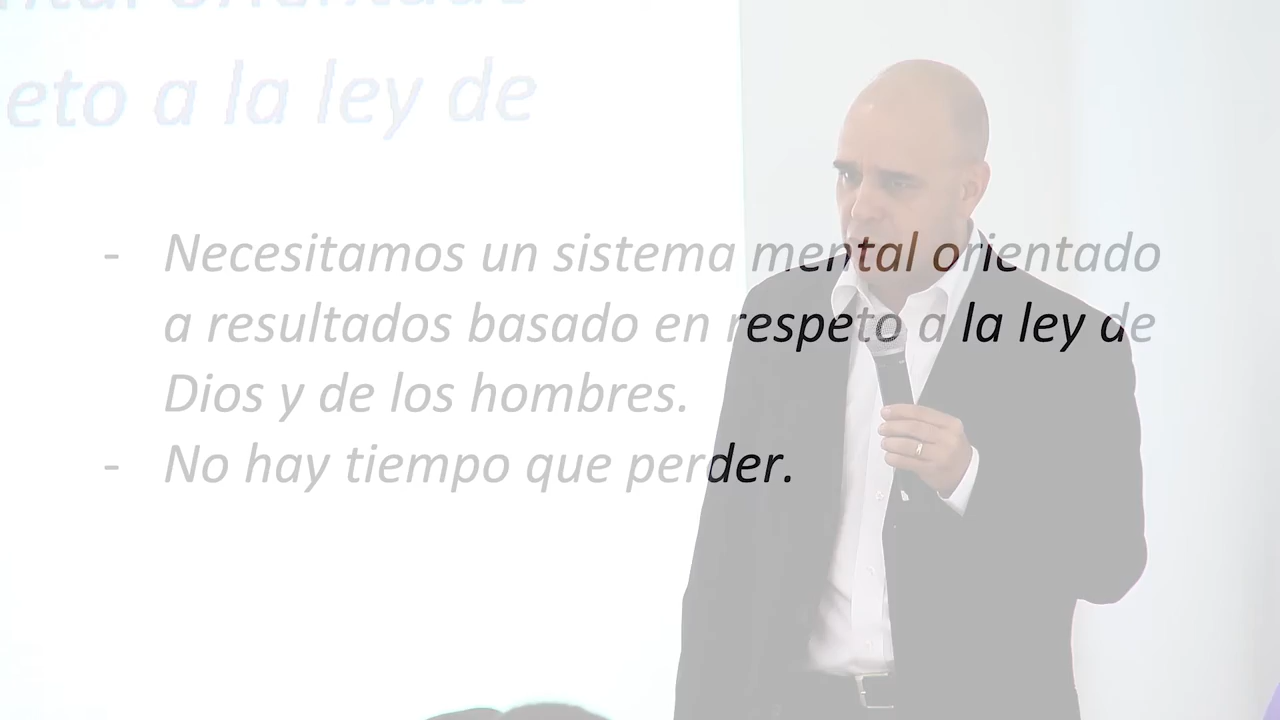 eto a la ley de
- Necesitamos un sistema mental orientado
a resultados basado en respeto a la ley de
Dios y de los hombres.
- No hay tiempo que perder.